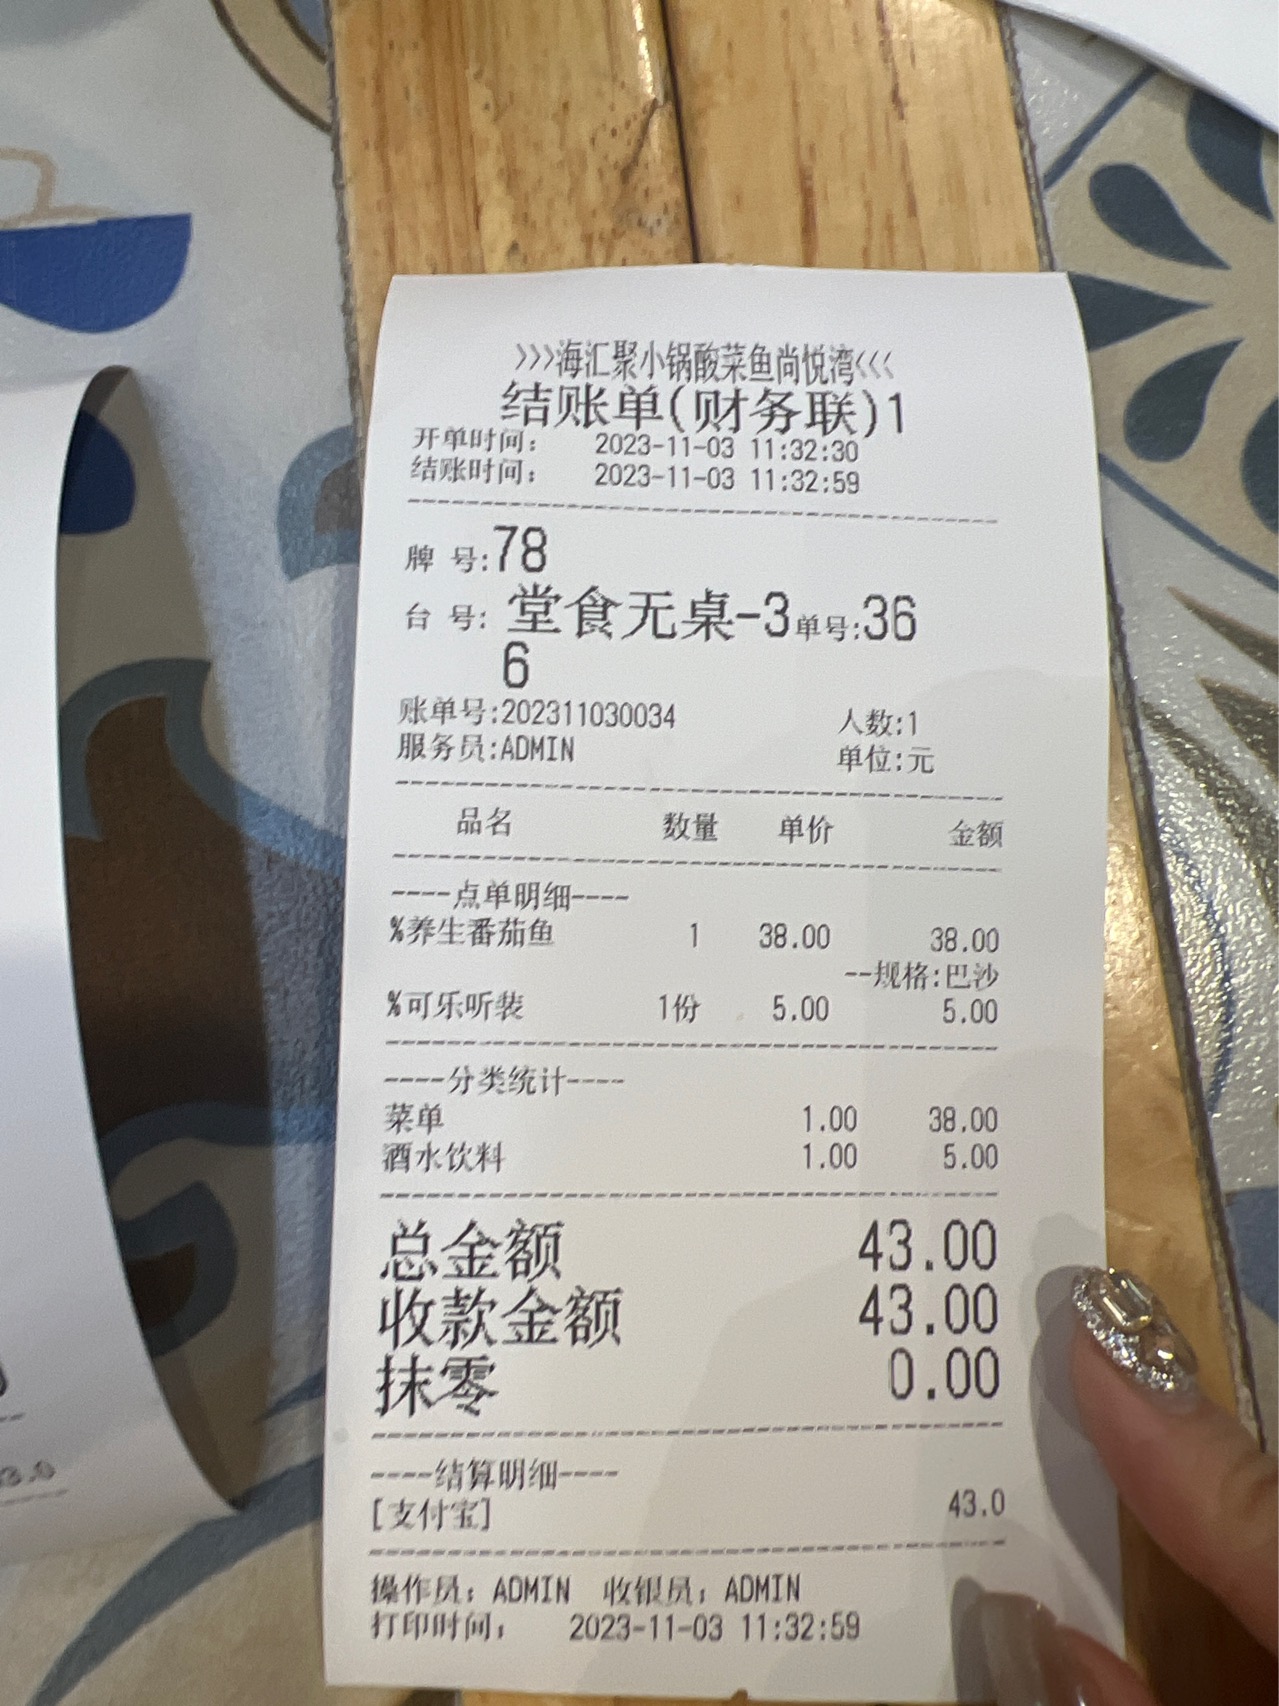 >>>海汇聚小锅酸菜鱼尚悦湾<<<
结账单(财务联)1
开单时间: 2023-11-03 11:32:30
结账时间: 2023-11-03 11:32:59
牌 号:78
台 号: 堂食无桌-3单号:36
6
账单号:202311030034 人数:1
服务员:ADMIN 单位:元
品名 数量 单价 金额
----点单明细----
%养生番茄鱼 1 38.00 38.00
--规格:巴沙
%可乐听装 1份 5.00 5.00
----分类统计----
菜单 1.00 38.00
酒水饮料 1.00 5.00
总金额 43.00
收款金额 43.00
抹零 0.00
----结算明细----
[支付宝] 43.0
操作员: ADMIN 收银员: ADMIN
打印时间: 2023-11-03 11:32:59